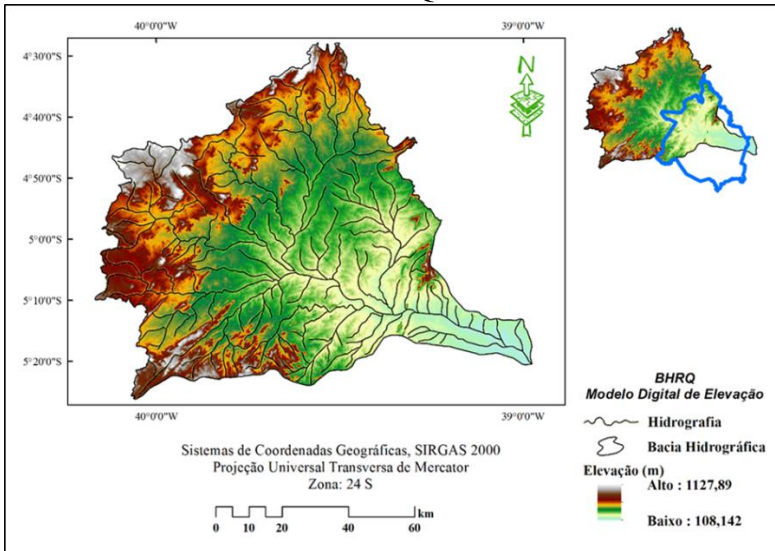 40°0'0"W 39°0'0"W
4°30'0"S
4°40'0"S
4°50'0"S
5°0'0"S
5°10'0"S
5°20'0"S
40°0'0"W 39°0'0"W
N
BHRQ
Modelo Digital de Elevação
Hidrografia
Bacia Hidrográfica
Elevação (m)
Alto : 1127,89
Baixo : 108,142
Sistemas de Coordenadas Geográficas, SIRGAS 2000
Projeção Universal Transversa de Mercator
Zona: 24 S
km
0 10 20 40 60